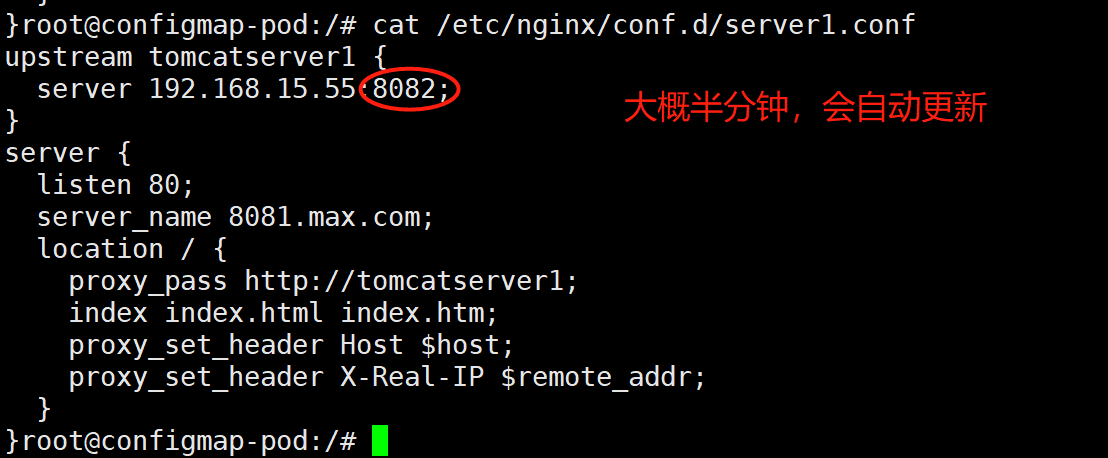 }root@configmap-pod:/# cat /etc/nginx/conf.d/server1.conf
upstream tomcatserver1 {
  server 192.168.15.55:8082;
大概半分钟，会自动更新
}
server {
  listen 80;
  server_name 8081.max.com;
  location / {
    proxy_pass http://tomcatserver1;
    index index.html index.htm;
    proxy_set_header Host $host;
    proxy_set_header X-Real-IP $remote_addr;
  }
}root@configmap-pod:/#